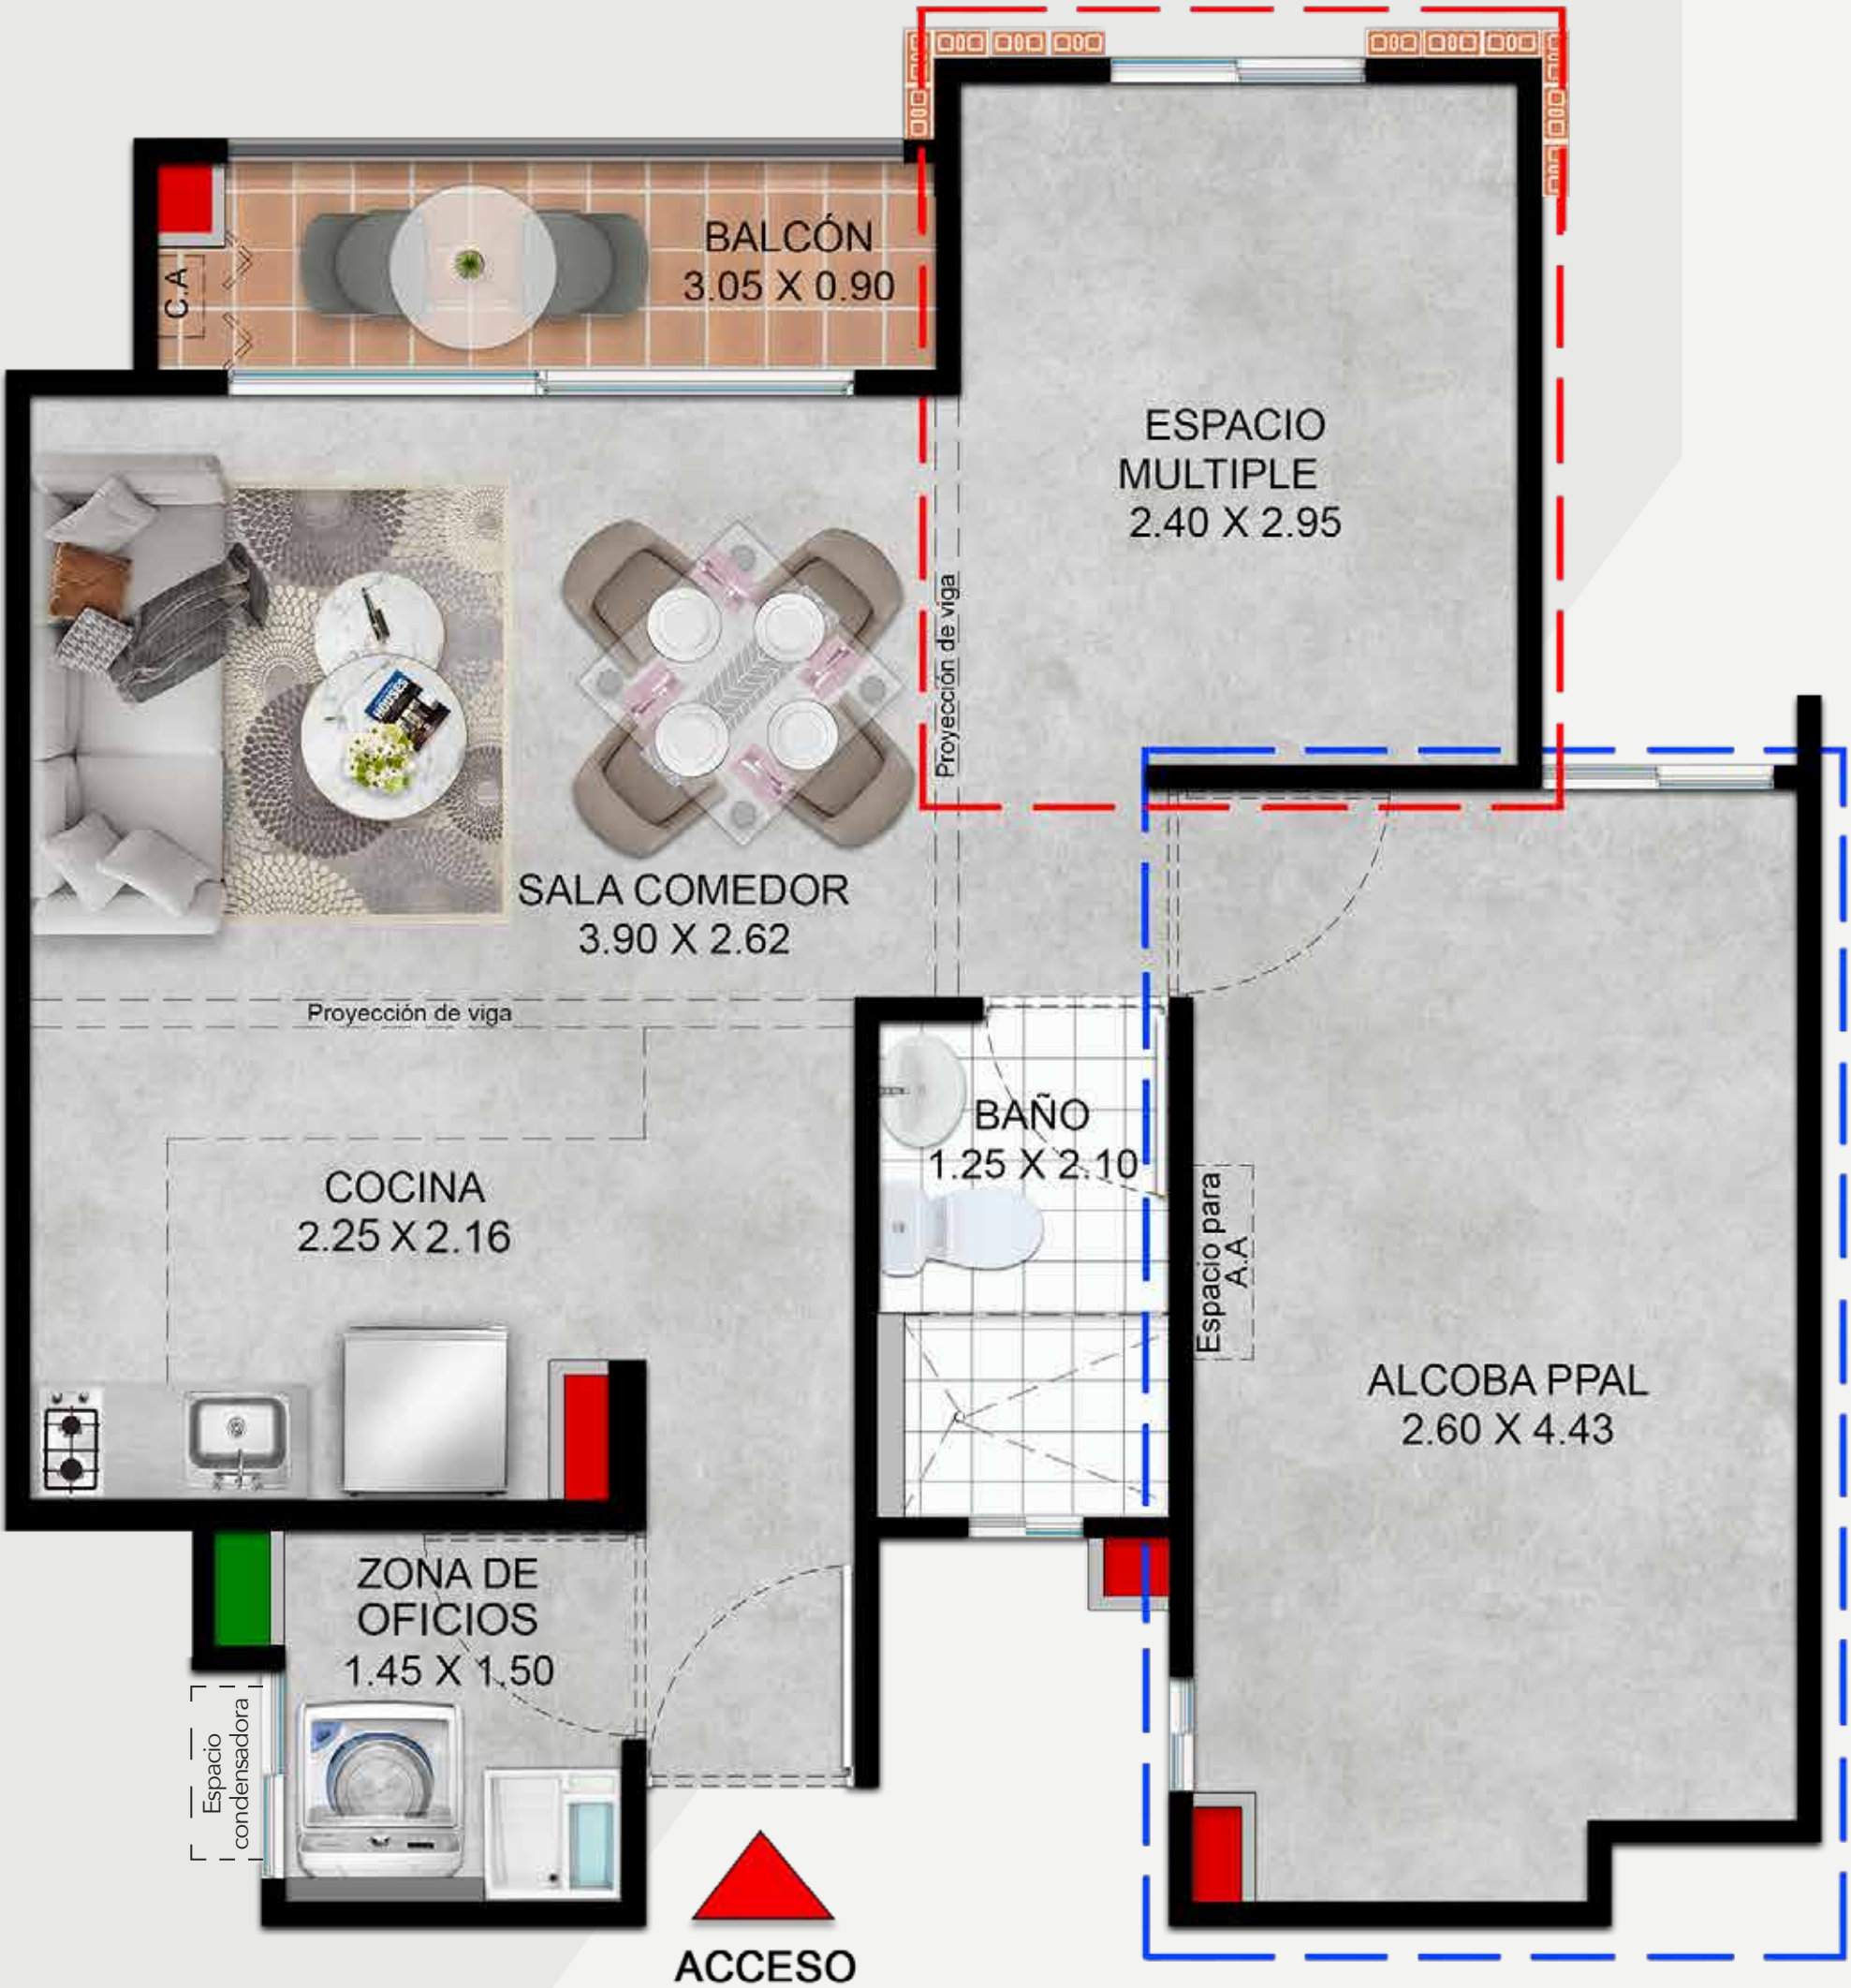 BALCÓN
3.05 X 0.90
C.A
ESPACIO
MULTIPLE
2.40 X 2.95
Proyección de viga
HOUSES
SALA COMEDOR
3.90 X 2.62
Proyección de viga
BAÑO
1.25 X 2.10
COCINA
2.25 X 2.16
Espacio para
A.A
ALCOBA PPAL
2.60 X 4.43
ZONA DE
OFICIOS
1.45 X 1.50
Espacio
condensadora
ACCESO